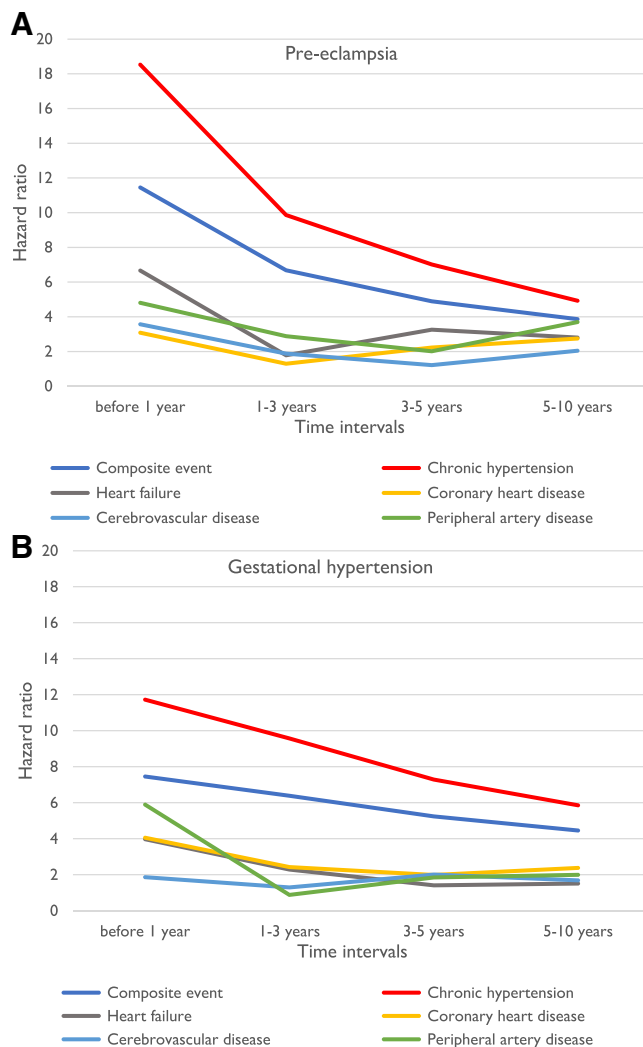 A
Pre-eclampsia
20
18
16
14
12
10
8
6
4
2
0
Hazard ratio
before 1 year 1-3 years 3-5 years 5-10 years
Time intervals
Composite event Chronic hypertension
Heart failure Coronary heart disease
Cerebrovascular disease Peripheral artery disease
B
Gestational hypertension
20
18
16
14
12
10
8
6
4
2
0
Hazard ratio
before 1 year 1-3 years 3-5 years 5-10 years
Time intervals
Composite event Chronic hypertension
Heart failure Coronary heart disease
Cerebrovascular disease Peripheral artery disease